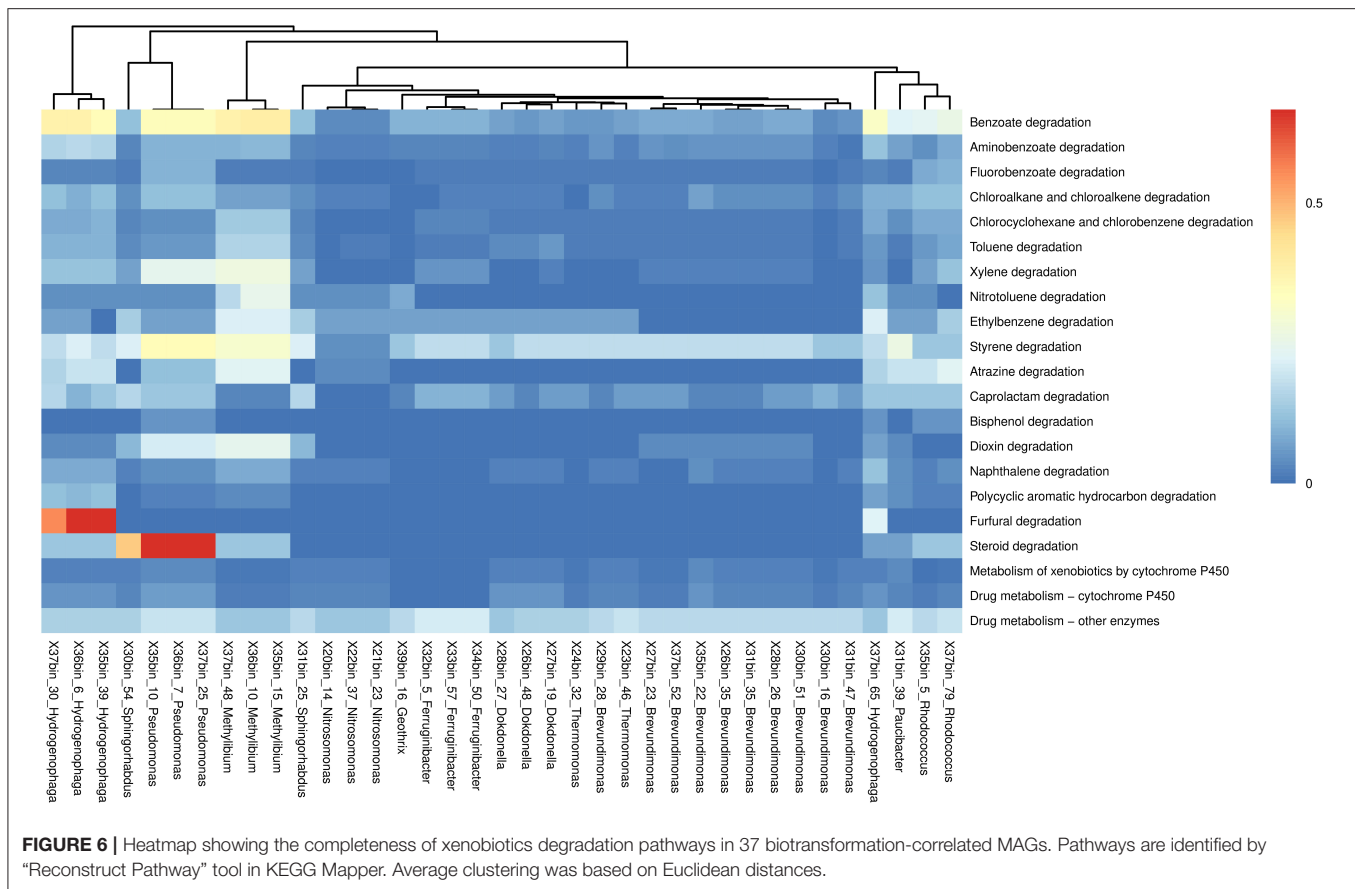 Benzoate degradation
Aminobenzoate degradation
Fluorobenzoate degradation
Chloroalkane and chloroalkene degradation
Chlorocyclohexane and chlorobenzene degradation
Toluene degradation
Xylene degradation
Nitrotoluene degradation
Ethylbenzene degradation
Styrene degradation
Atrazine degradation
Caprolactam degradation
Bisphenol degradation
Dioxin degradation
Naphthalene degradation
Polycyclic aromatic hydrocarbon degradation
Furfural degradation
Steroid degradation
Metabolism of xenobiotics by cytochrome P450
Drug metabolism − cytochrome P450
Drug metabolism − other enzymes
0.5
0
X37bin_30_Hydrogenophaga
X36bin_6_Hydrogenophaga
X35bin_39_Hydrogenophaga
X30bin_54_Sphingorhabdus
X35bin_10_Pseudomonas
X36bin_7_Pseudomonas
X37bin_25_Pseudomonas
X37bin_48_Methylibium
X36bin_10_Methylibium
X35bin_15_Methylibium
X31bin_25_Sphingorhabdus
X20bin_14_Nitrosomonas
X22bin_37_Nitrosomonas
X21bin_23_Nitrosomonas
X39bin_16_Geothrix
X32bin_5_Ferruginibacter
X33bin_57_Ferruginibacter
X34bin_50_Ferruginibacter
X28bin_27_Dokdonella
X26bin_48_Dokdonella
X27bin_19_Dokdonella
X24bin_32_Thermomonas
X29bin_28_Brevundimonas
X23bin_46_Thermomonas
X27bin_23_Brevundimonas
X37bin_52_Brevundimonas
X35bin_22_Brevundimonas
X26bin_35_Brevundimonas
X31bin_35_Brevundimonas
X28bin_26_Brevundimonas
X30bin_51_Brevundimonas
X30bin_16_Brevundimonas
X31bin_47_Brevundimonas
X37bin_65_Hydrogenophaga
X31bin_39_Paucibacter
X35bin_5_Rhodococcus
X37bin_79_Rhodococcus
FIGURE 6 | Heatmap showing the completeness of xenobiotics degradation pathways in 37 biotransformation-correlated MAGs. Pathways are identified by
“Reconstruct Pathway” tool in KEGG Mapper. Average clustering was based on Euclidean distances.